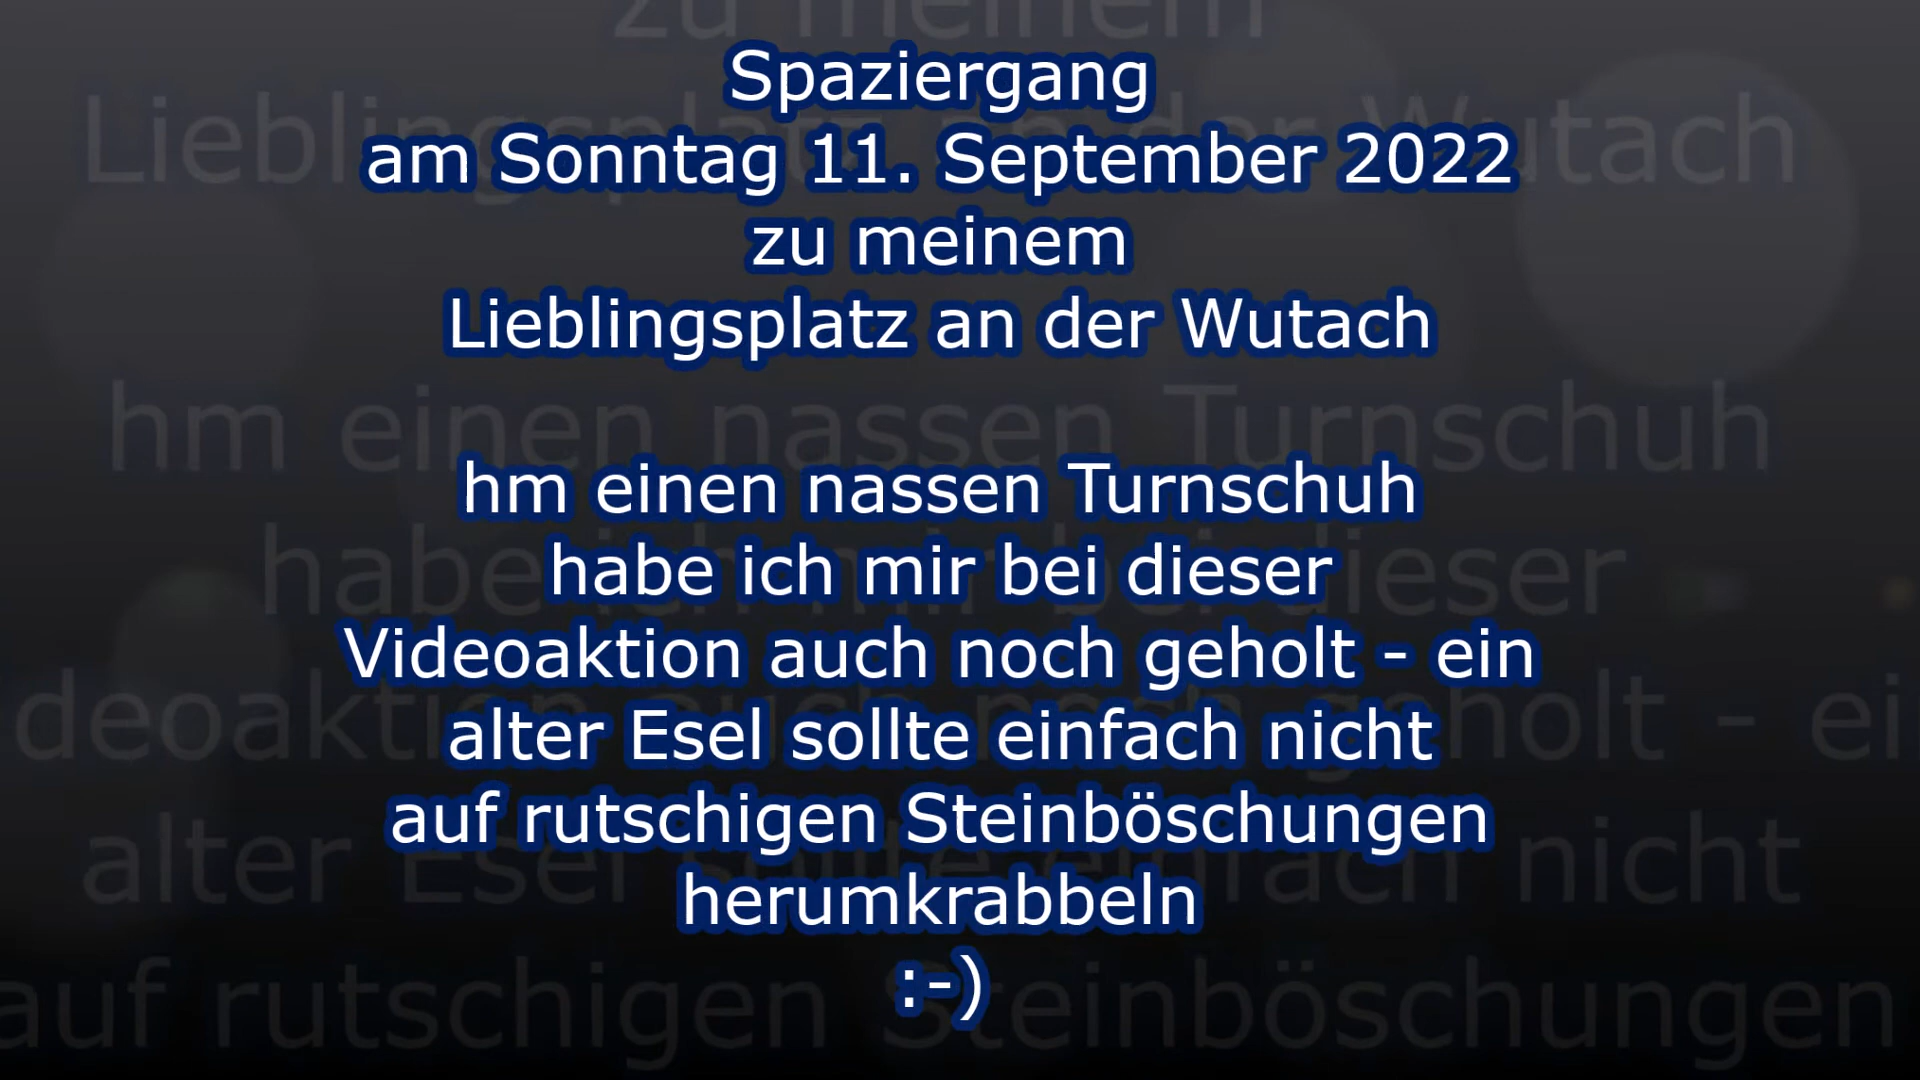 Spaziergang
am Sonntag 11. September 2022
zu meinem
Lieblingsplatz an der Wutach
hm einen nassen Turnschuh
habe ich mir bei dieser
Videoaktion auch noch geholt - ein
alter Esel sollte einfach nicht
auf rutschigen Steinböschungen
herumkrabbeln
:-)